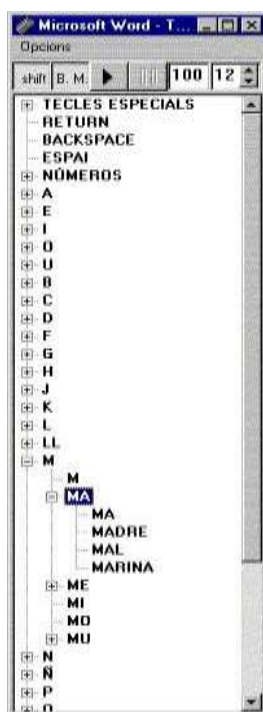 Microsoft Word - T...
Opcions
shift B. M. 100 12
TECLES ESPECIALS
RETURN
BACKSPACE
ESPAI
NÚMEROS
A
E
I
O
U
B
C
D
F
G
H
J
K
L
LL
M
M
MA
MA
MADRE
MAL
MARINA
ME
MI
MO
MU
N
Ñ
P